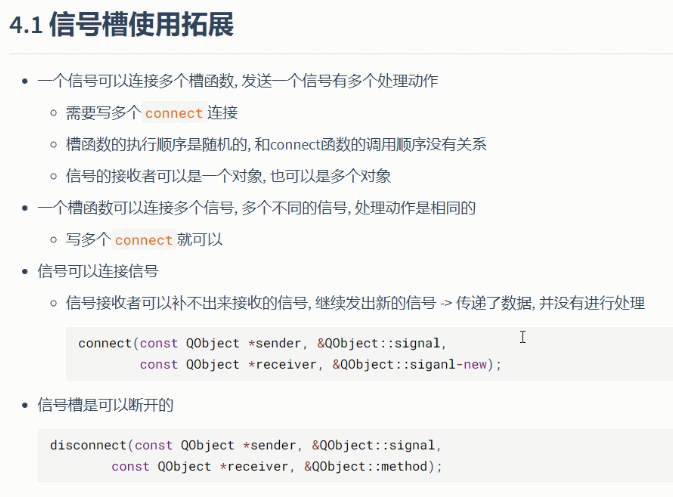 4.1 信号槽使用拓展
一个信号可以连接多个槽函数, 发送一个信号有多个处理动作
需要写多个 connect 连接
槽函数的执行顺序是随机的, 和connect函数的调用顺序没有关系
信号的接收者可以是一个对象, 也可以是多个对象
一个槽函数可以连接多个信号, 多个不同的信号, 处理动作是相同的
写多个 connect 就可以
信号可以连接信号
信号接收者可以补不出来接收的信号, 继续发出新的信号 -> 传递了数据, 并没有进行处理
connect(const QObject *sender, &QObject::signal,
const QObject *receiver, &QObject::siganl-new);
信号槽是可以断开的
disconnect(const QObject *sender, &QObject::signal,
const QObject *receiver, &QObject::method);